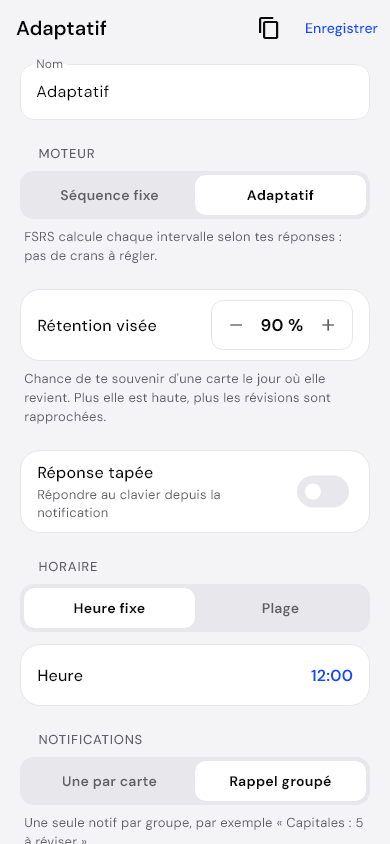 Adaptatif
Enregistrer
Nom
Adaptatif
MOTEUR
Séquence fixe
Adaptatif
FSRS calcule chaque intervalle selon tes réponses :
pas de crans à régler.
Rétention visée
− 90 % +
Chance de te souvenir d'une carte le jour où elle
revient. Plus elle est haute, plus les révisions sont
rapprochées.
Réponse tapée
Répondre au clavier depuis la
notification
HORAIRE
Heure fixe
Plage
Heure
12:00
NOTIFICATIONS
Une par carte
Rappel groupé
Une seule notif par groupe, par exemple « Capitales : 5
à réviser »